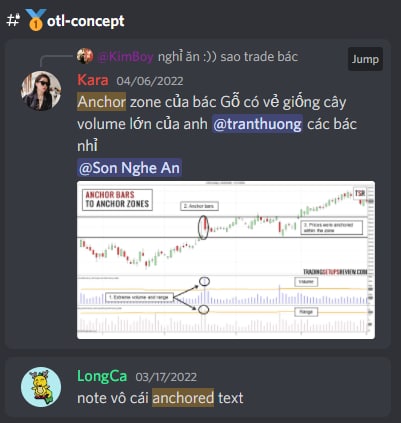 # otl-concept
@KimBoy nghỉ ăn :)) sao trade bác
Jump
Kara 04/06/2022
Anchor zone của bác Gỗ có vẻ giống cây
volume lớn của anh @tranthuong các bác
nhỉ
@Son Nghe An
ANCHOR BARS
TO ANCHOR ZONES
TSR
2. Anchor bars
3. Prices were anchored
within the zone
TRADINGSETUPSREVIEW.COM
Volume
1. Extreme volume and range
Range
LongCa 03/17/2022
note vô cái anchored text